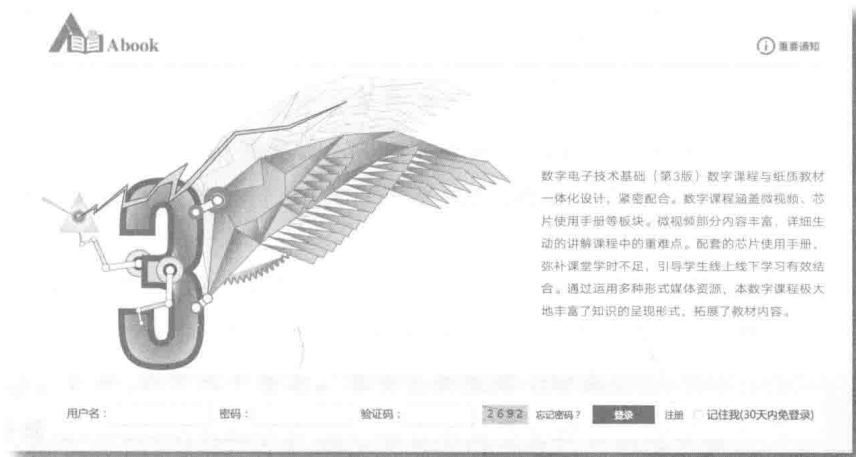 Abook
重要通知
数字电子技术基础(第3版)数字课程与纸质教材
一体化设计,紧密配合。数字课程涵盖微视频、芯
片使用手册等板块。微视频部分内容丰富,详细生
动的讲解课程中的重难点。配套的芯片使用手册,
弥补课堂学时不足,引导学生线上线下学习有效结
合。通过运用多种形式媒体资源、本数字课程极大
地丰富了知识的呈现形式、拓展了教材内容。
3
用户名: 密码: 验证码: 2692 忘记密码? 登录 注册 记住我(30天内免登录)